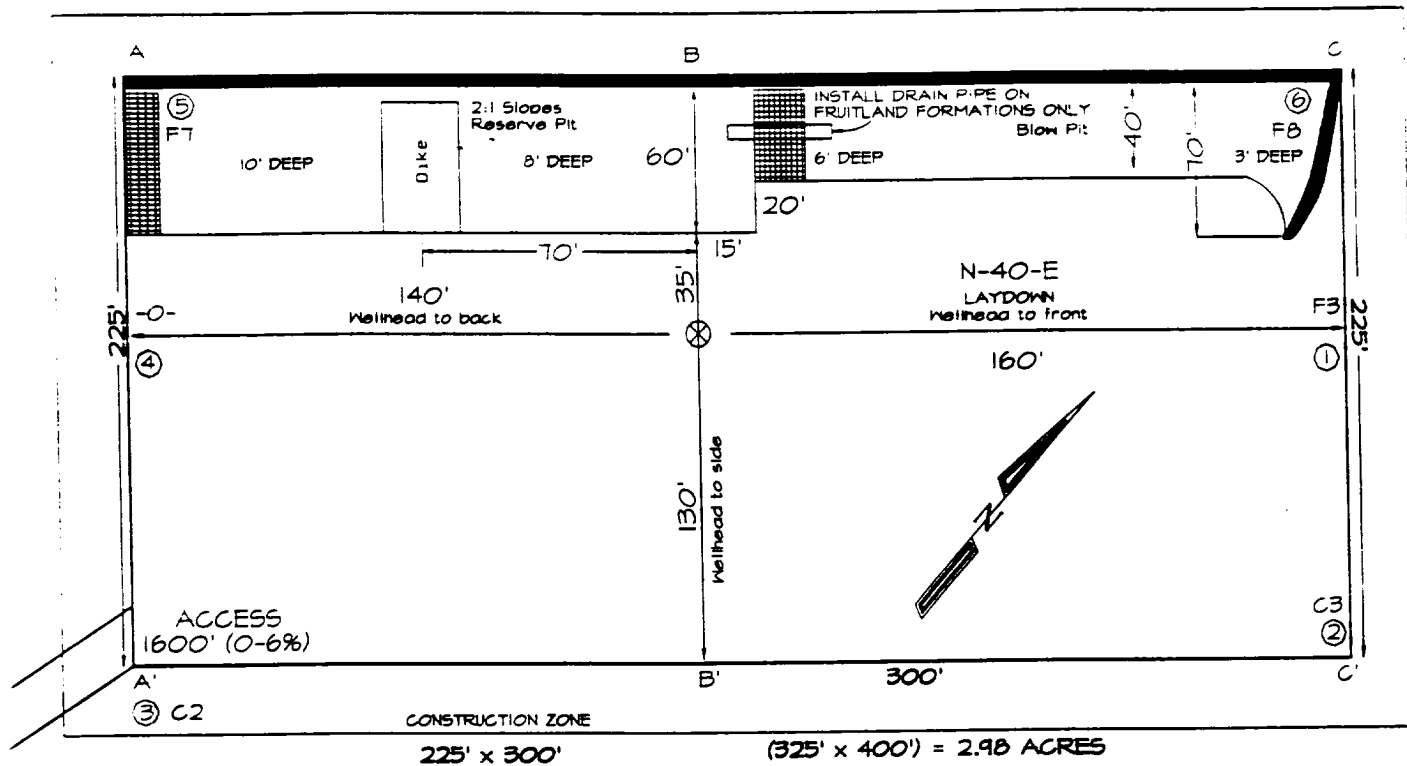 A
B
C
⑤
F7
2:1 Slopes
Reserve Pit
INSTALL DRAIN PIPE ON
FRUITLAND FORMATIONS ONLY
Blow Pit
⑥
F8
10' DEEP
Dike
8' DEEP
60'
6' DEEP
40'
70'
3' DEEP
20'
70'
15'
35'
N-40-E
LAYDOWN
Wellhead to front
140'
Wellhead to back
225'
-0-
④
F3
225'
160'
①
130'
Wellhead to side
N
ACCESS
1600' (0-6%)
C3
②
A'
B'
300'
C'
③ C2
CONSTRUCTION ZONE
225' x 300'
(325' x 400') = 2.98 ACRES